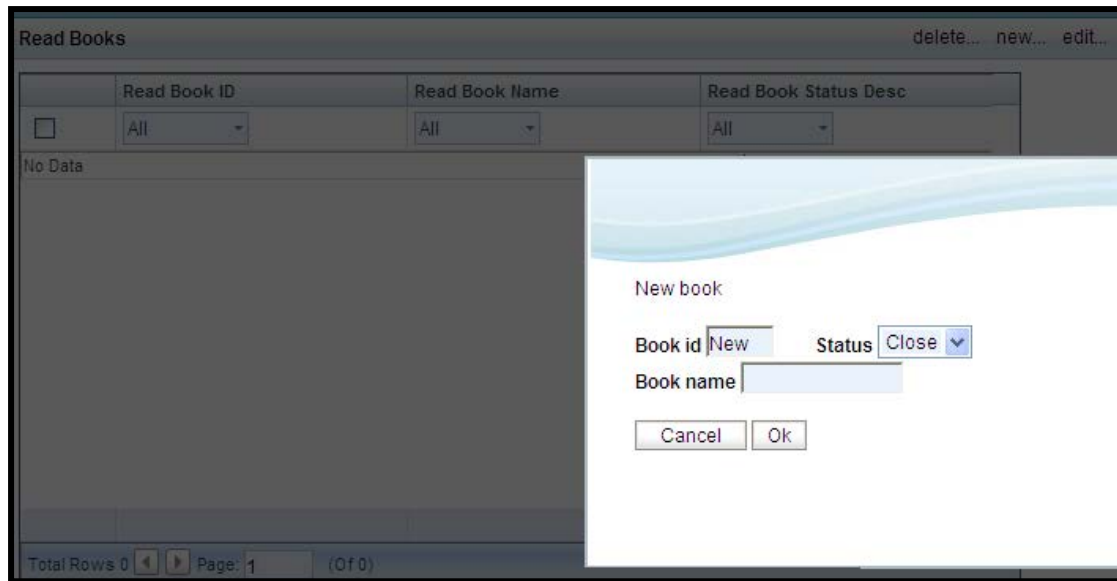 Read Books delete... new... edit...
Read Book ID Read Book Name Read Book Status Desc
All All All
No Data
New book
Book id New Status Close
Book name
Cancel Ok
Total Rows 0 Page: 1 (Of 0)